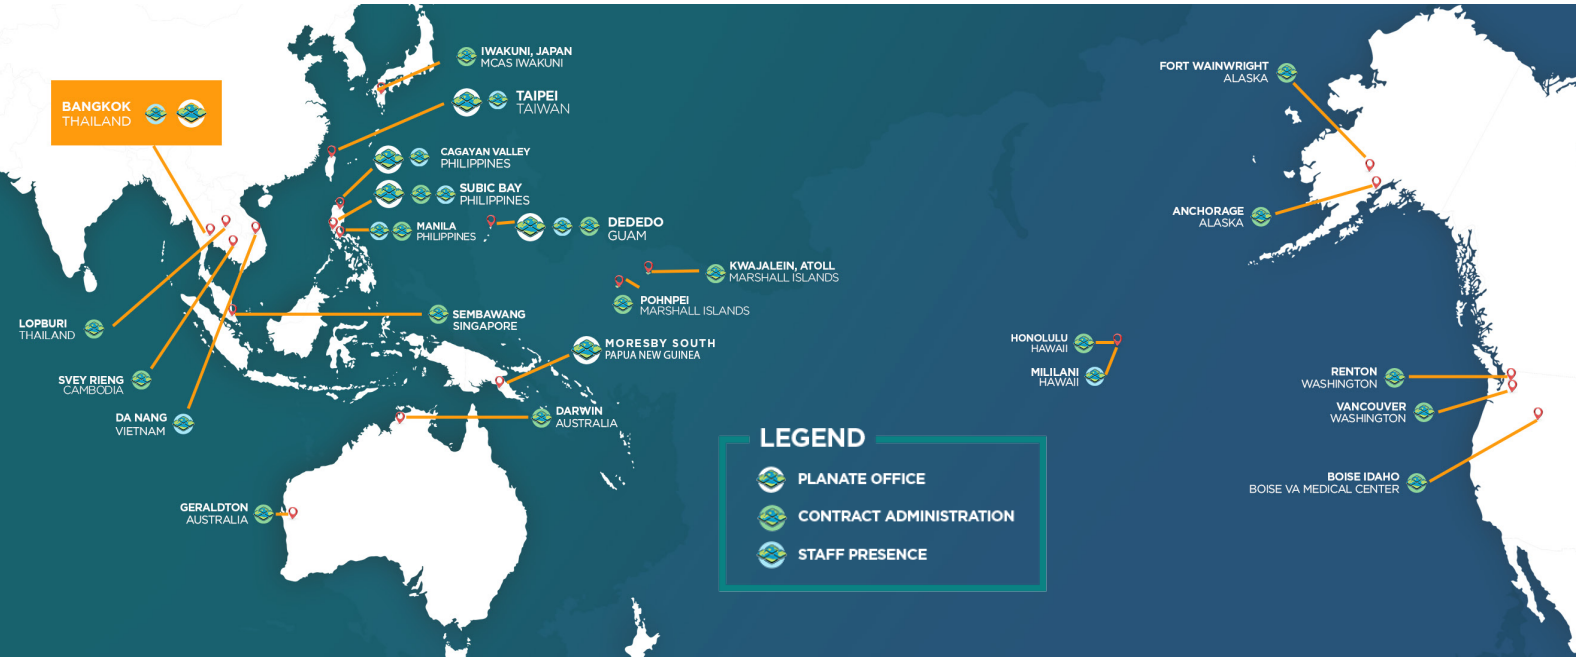 IWAKUNI, JAPAN
MCAS IWAKUNI
FORT WAINWRIGHT
ALASKA
BANGKOK
THAILAND
TAIPEI
TAIWAN
CAGAYAN VALLEY
PHILIPPINES
SUBIC BAY
PHILIPPINES
MANILA
PHILIPPINES
DEDEDO
GUAM
ANCHORAGE
ALASKA
KWAJALEIN, ATOLL
MARSHALL ISLANDS
POHNPEI
MARSHALL ISLANDS
LOPBURI
THAILAND
SEMBAWANG
SINGAPORE
MORESBY SOUTH
PAPUA NEW GUINEA
HONOLULU
HAWAII
MILILANI
HAWAII
SVEY RIENG
CAMBODIA
RENTON
WASHINGTON
VANCOUVER
WASHINGTON
DA NANG
VIETNAM
DARWIN
AUSTRALIA
LEGEND
PLANATE OFFICE
CONTRACT ADMINISTRATION
STAFF PRESENCE
BOISE IDAHO
BOISE VA MEDICAL CENTER
GERALDTON
AUSTRALIA